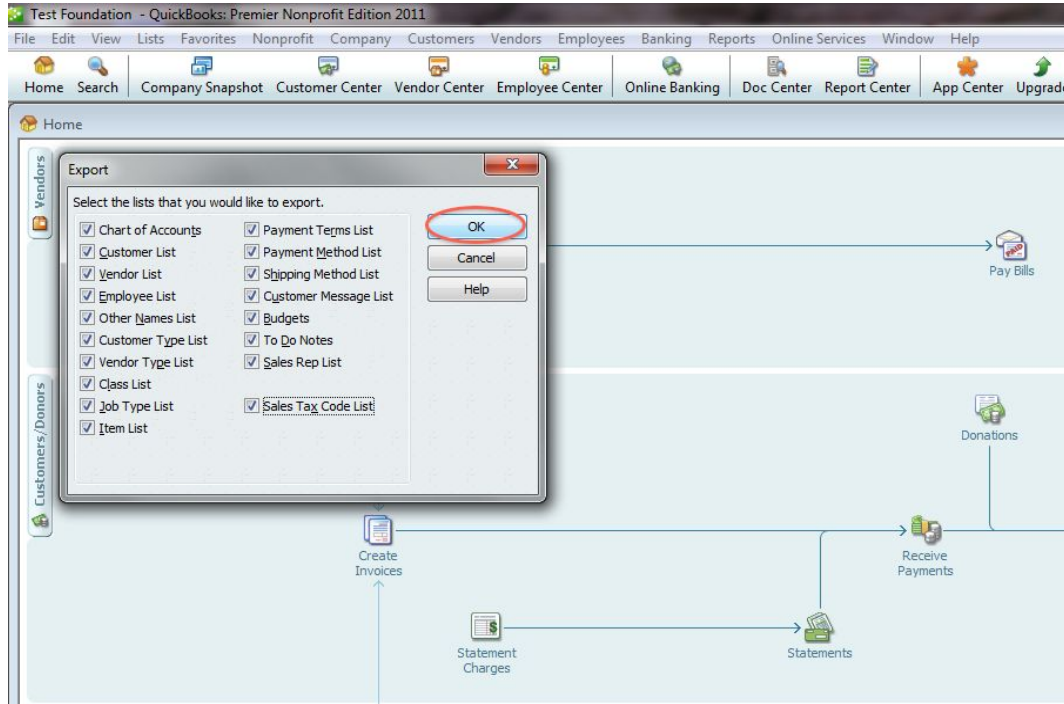 Test Foundation - QuickBooks: Premier Nonprofit Edition 2011
File Edit View Lists Favorites Nonprofit Company Customers Vendors Employees Banking Reports Online Services Window Help
Home Search Company Snapshot Customer Center Vendor Center Employee Center Online Banking Doc Center Report Center App Center Upgrade
Home
Vendors
Export
Select the lists that you would like to export.
Chart of Accounts Payment Terms List OK
Customer List Payment Method List Cancel
Vendor List Shipping Method List
Employee List Customer Message List Help
Other Names List Budgets
Customer Type List To Do Notes
Vendor Type List Sales Rep List
Class List
Job Type List Sales Tax Code List
Item List
PAID
Pay Bills
Customers/Donors
Donations
Create
Invoices
Receive
Payments
Statement
Charges
Statements